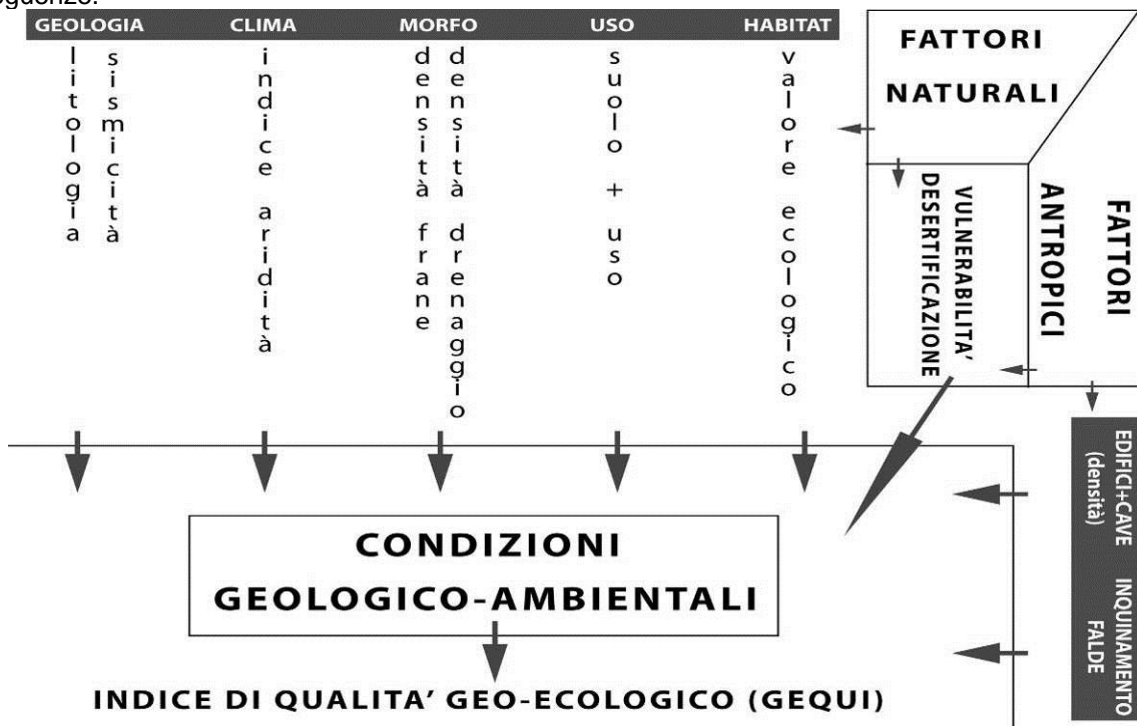 GEOLOGIA CLIMA MORFO USO HABITAT
litologia
sismicità
indice aridità
densità frane
densità drenaggio
suolo + uso
valore ecologico
FATTORI
NATURALI
VULNERABILITA'
DESERTIFICAZIONE
FATTORI
ANTROPICI
EDIFICI+CAVE
(densità)
INQUINAMENTO
FALDE
CONDIZIONI
GEOLOGICO-AMBIENTALI
INDICE DI QUALITA' GEO-ECOLOGICO (GEQUI)